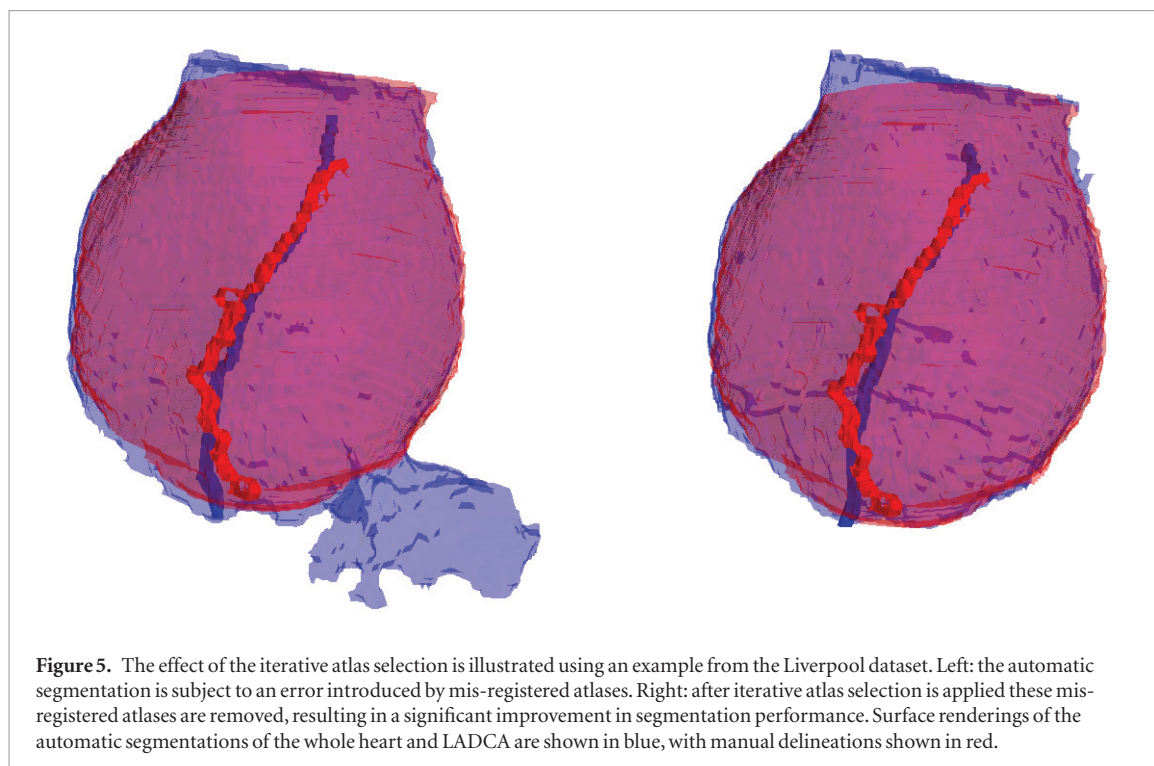 Figure 5. The effect of the iterative atlas selection is illustrated using an example from the Liverpool dataset. Left: the automatic
segmentation is subject to an error introduced by mis-registered atlases. Right: after iterative atlas selection is applied these mis-
registered atlases are removed, resulting in a significant improvement in segmentation performance. Surface renderings of the
automatic segmentations of the whole heart and LADCA are shown in blue, with manual delineations shown in red.